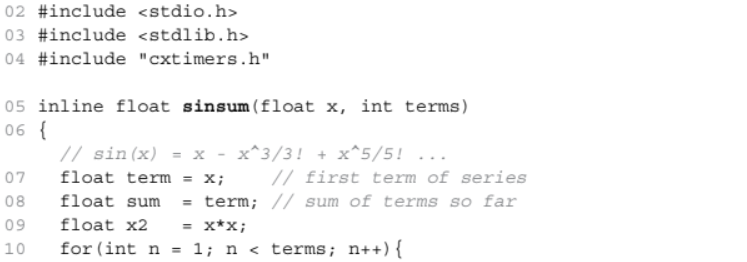 02 #include <stdio.h>
03 #include <stdlib.h>
04 #include "cxtimers.h"
05 inline float sinsum(float x, int terms)
06 {
// sin(x) = x - x^3/3! + x^5/5! ...
07 float term = x; // first term of series
08 float sum = term; // sum of terms so far
09 float x2 = x*x;
10 for(int n = 1; n < terms; n++){